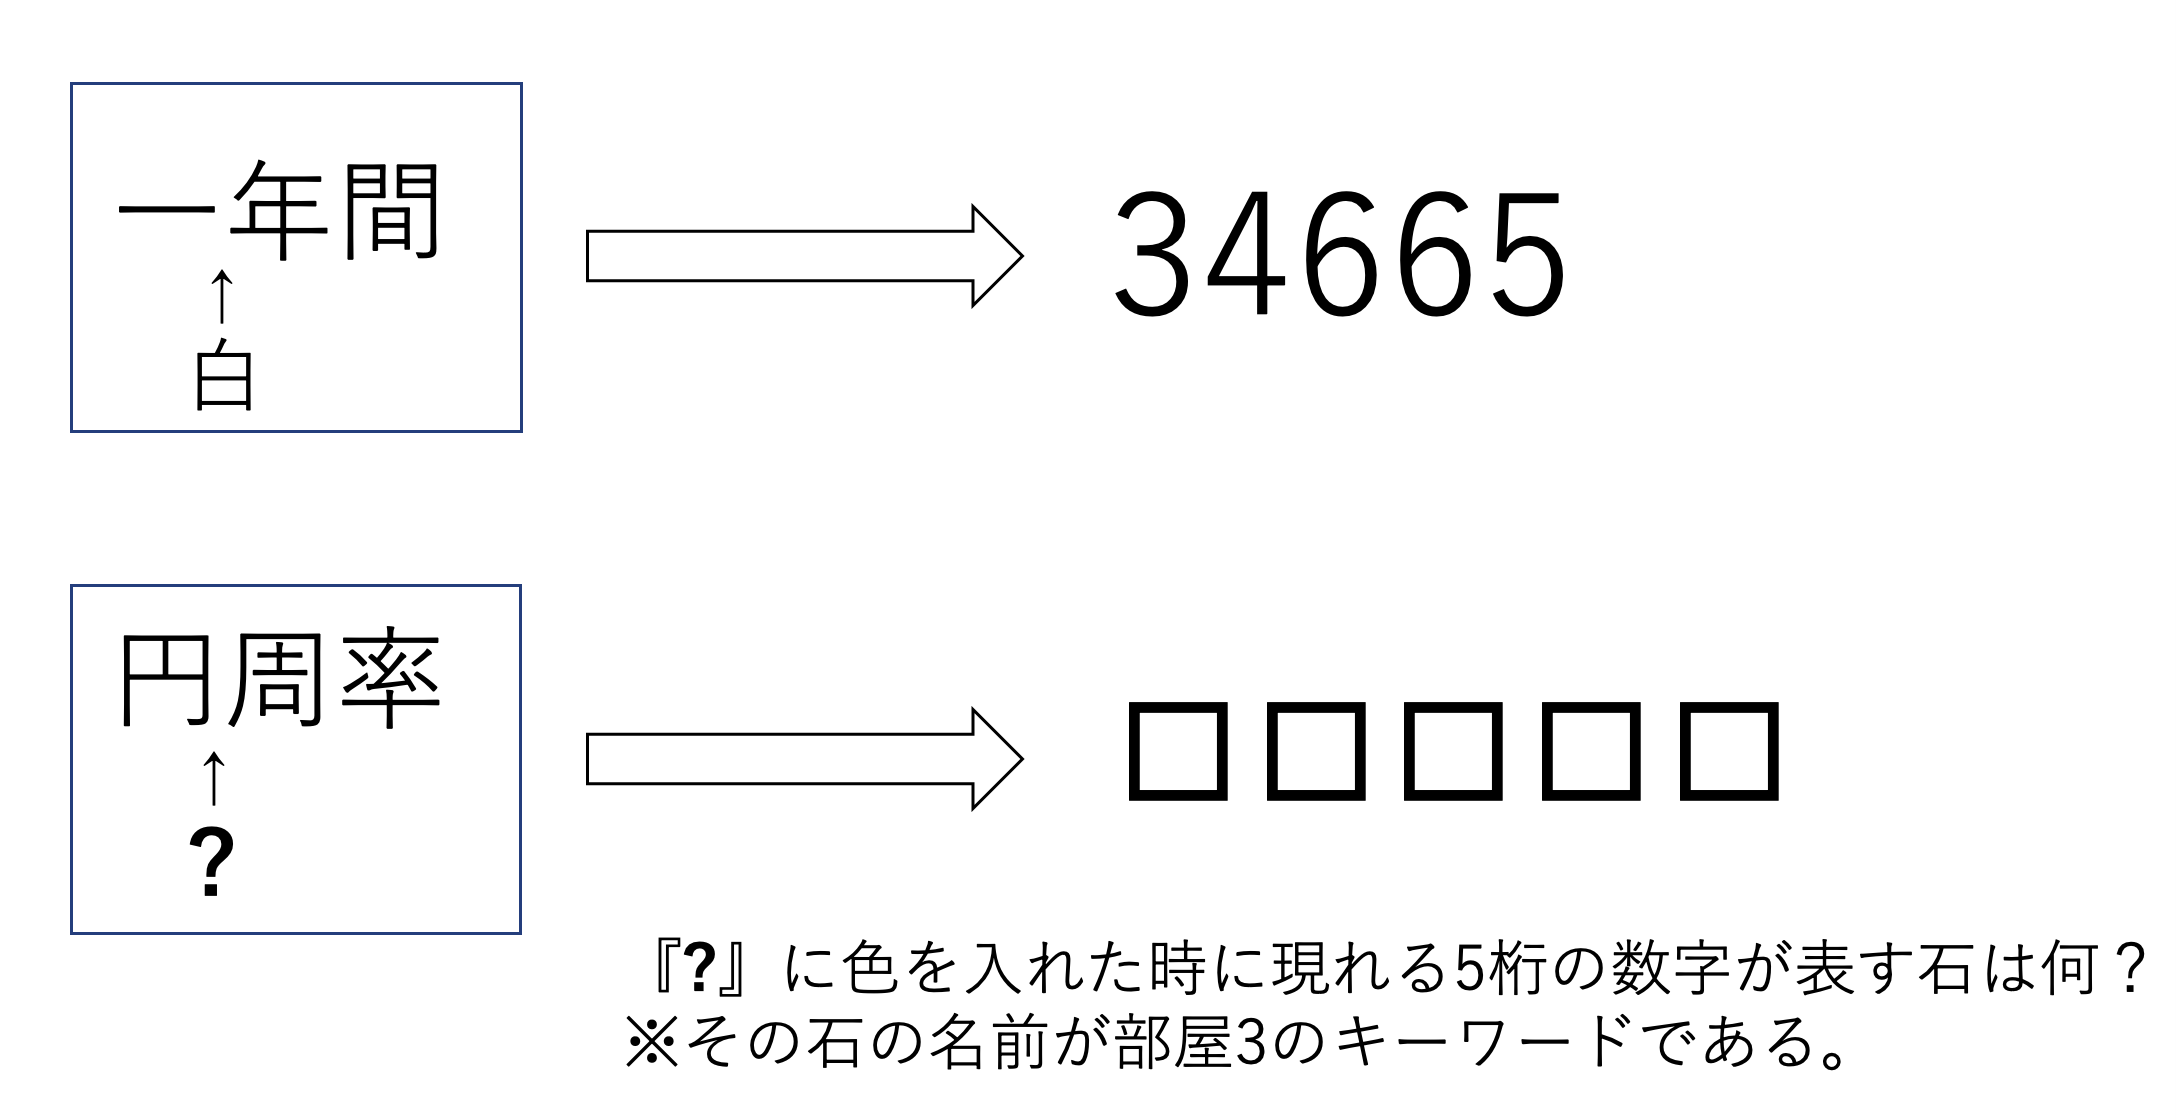 一年間
↑
白
34665
円周率
↑
?
□□□□□
『?』に色を入れた時に現れる5桁の数字が表す石は何？
※その石の名前が部屋3のキーワードである。